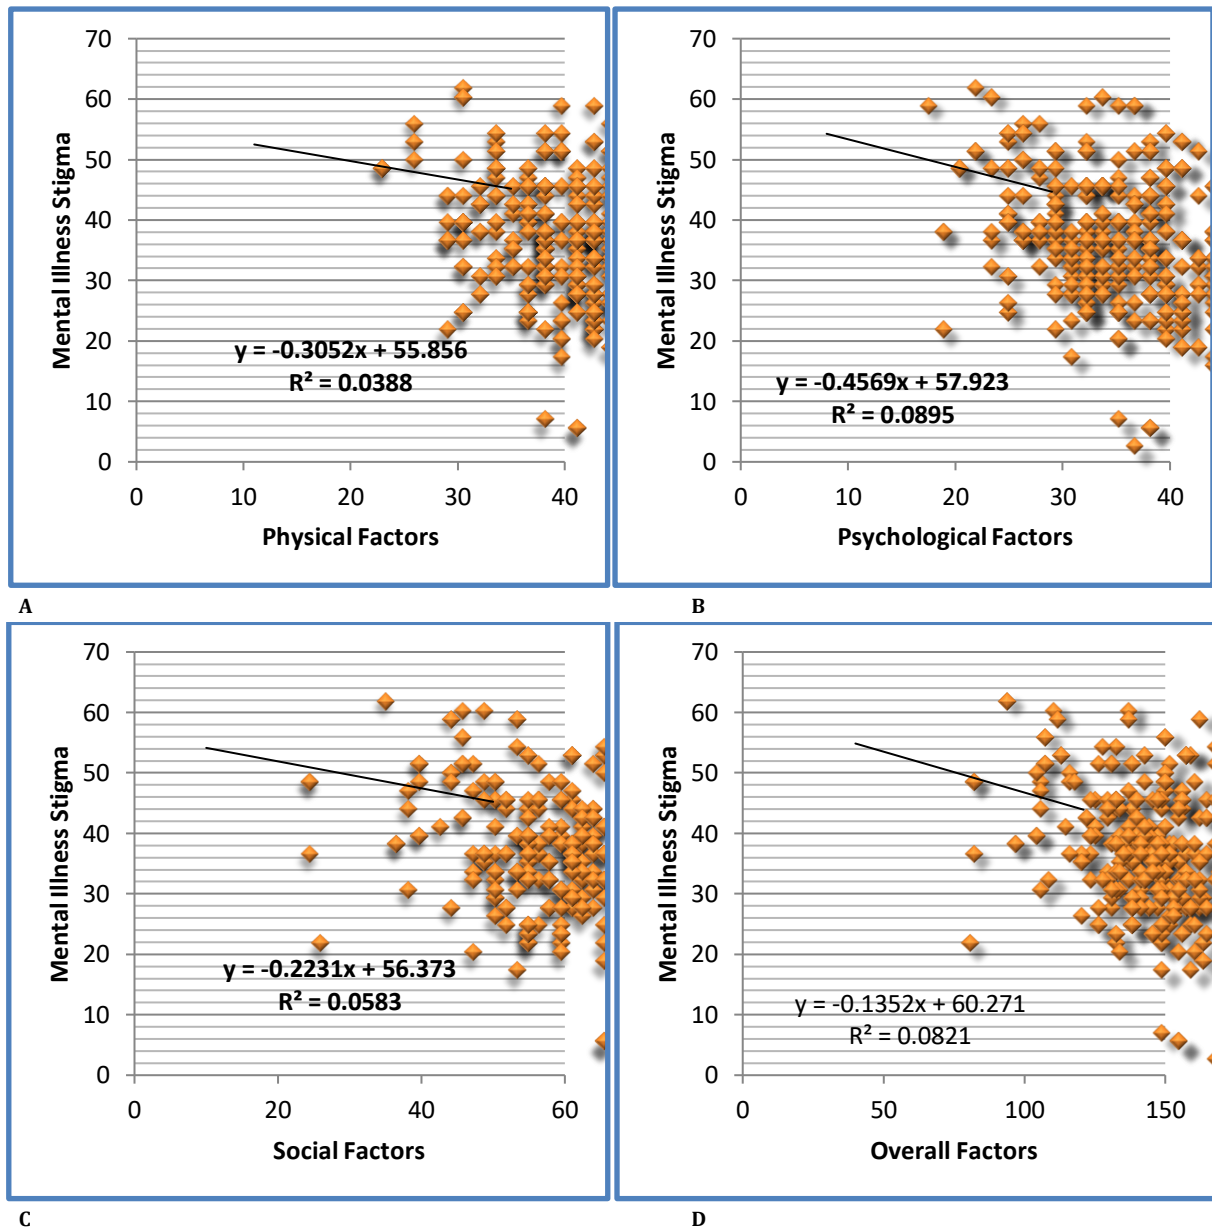 70
60
50
40
30
20
10
0
Mental Illness Stigma
y = -0.3052x + 55.856
R² = 0.0388
0 10 20 30 40
Physical Factors
A
70
60
50
40
30
20
10
0
Mental Illness Stigma
y = -0.4569x + 57.923
R² = 0.0895
0 10 20 30 40
Psychological Factors
B
70
60
50
40
30
20
10
0
Mental Illness Stigma
y = -0.2231x + 56.373
R² = 0.0583
0 20 40 60
Social Factors
C
70
60
50
40
30
20
10
0
Mental Illness Stigma
y = -0.1352x + 60.271
R² = 0.0821
0 50 100 150
Overall Factors
D